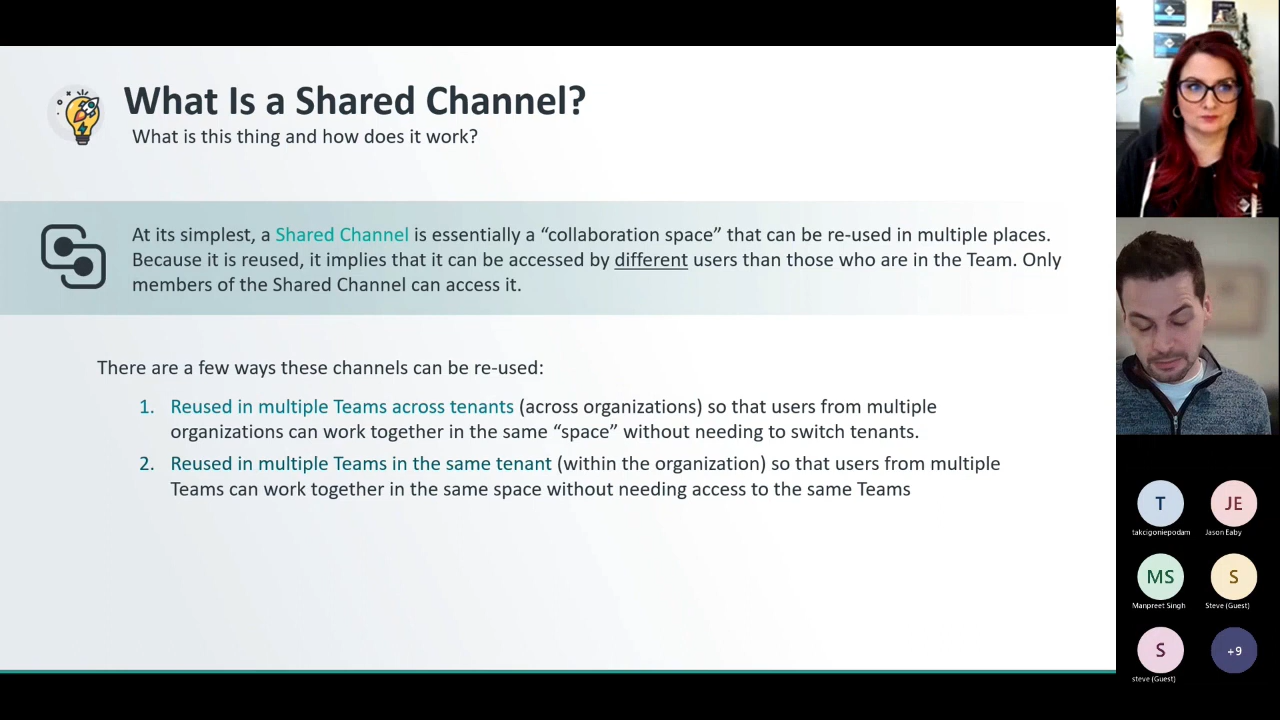 What Is a Shared Channel?
What is this thing and how does it work?
At its simplest, a Shared Channel is essentially a “collaboration space” that can be re-used in multiple places.
Because it is reused, it implies that it can be accessed by different users than those who are in the Team. Only
members of the Shared Channel can access it.
There are a few ways these channels can be re-used:
1. Reused in multiple Teams across tenants (across organizations) so that users from multiple
organizations can work together in the same “space” without needing to switch tenants.
2. Reused in multiple Teams in the same tenant (within the organization) so that users from multiple
Teams can work together in the same space without needing access to the same Teams
T
JE
takcigoniepodam
Jason Eaby
MS
S
Manpreet Singh
Steve (Guest)
S
+9
steve (Guest)